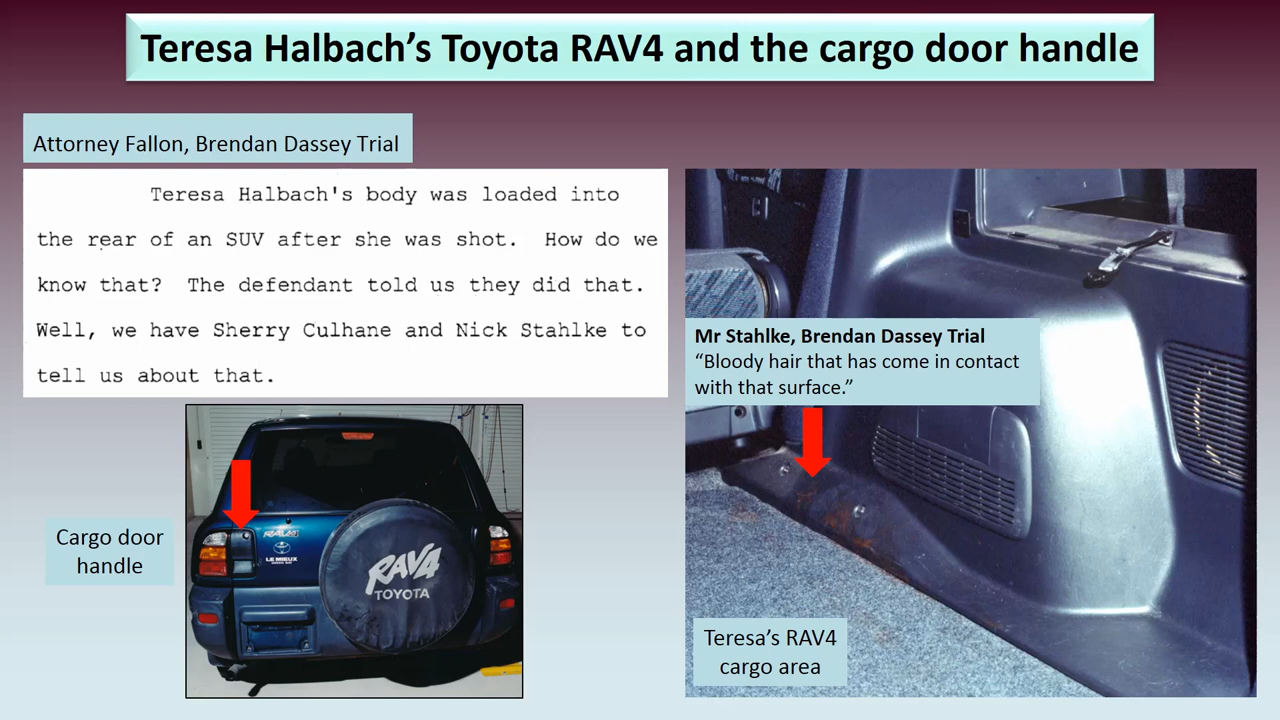 Teresa Halbach’s Toyota RAV4 and the cargo door handle
Attorney Fallon, Brendan Dassey Trial
Teresa Halbach's body was loaded into
the rear of an SUV after she was shot.  How do we
know that?  The defendant told us they did that.
Well, we have Sherry Culhane and Nick Stahlke to
tell us about that.
Mr Stahlke, Brendan Dassey Trial
“Bloody hair that has come in contact
with that surface.”
Cargo door
handle
RAV4
LE MIEUX
RAV4
TOYOTA
Teresa’s RAV4
cargo area